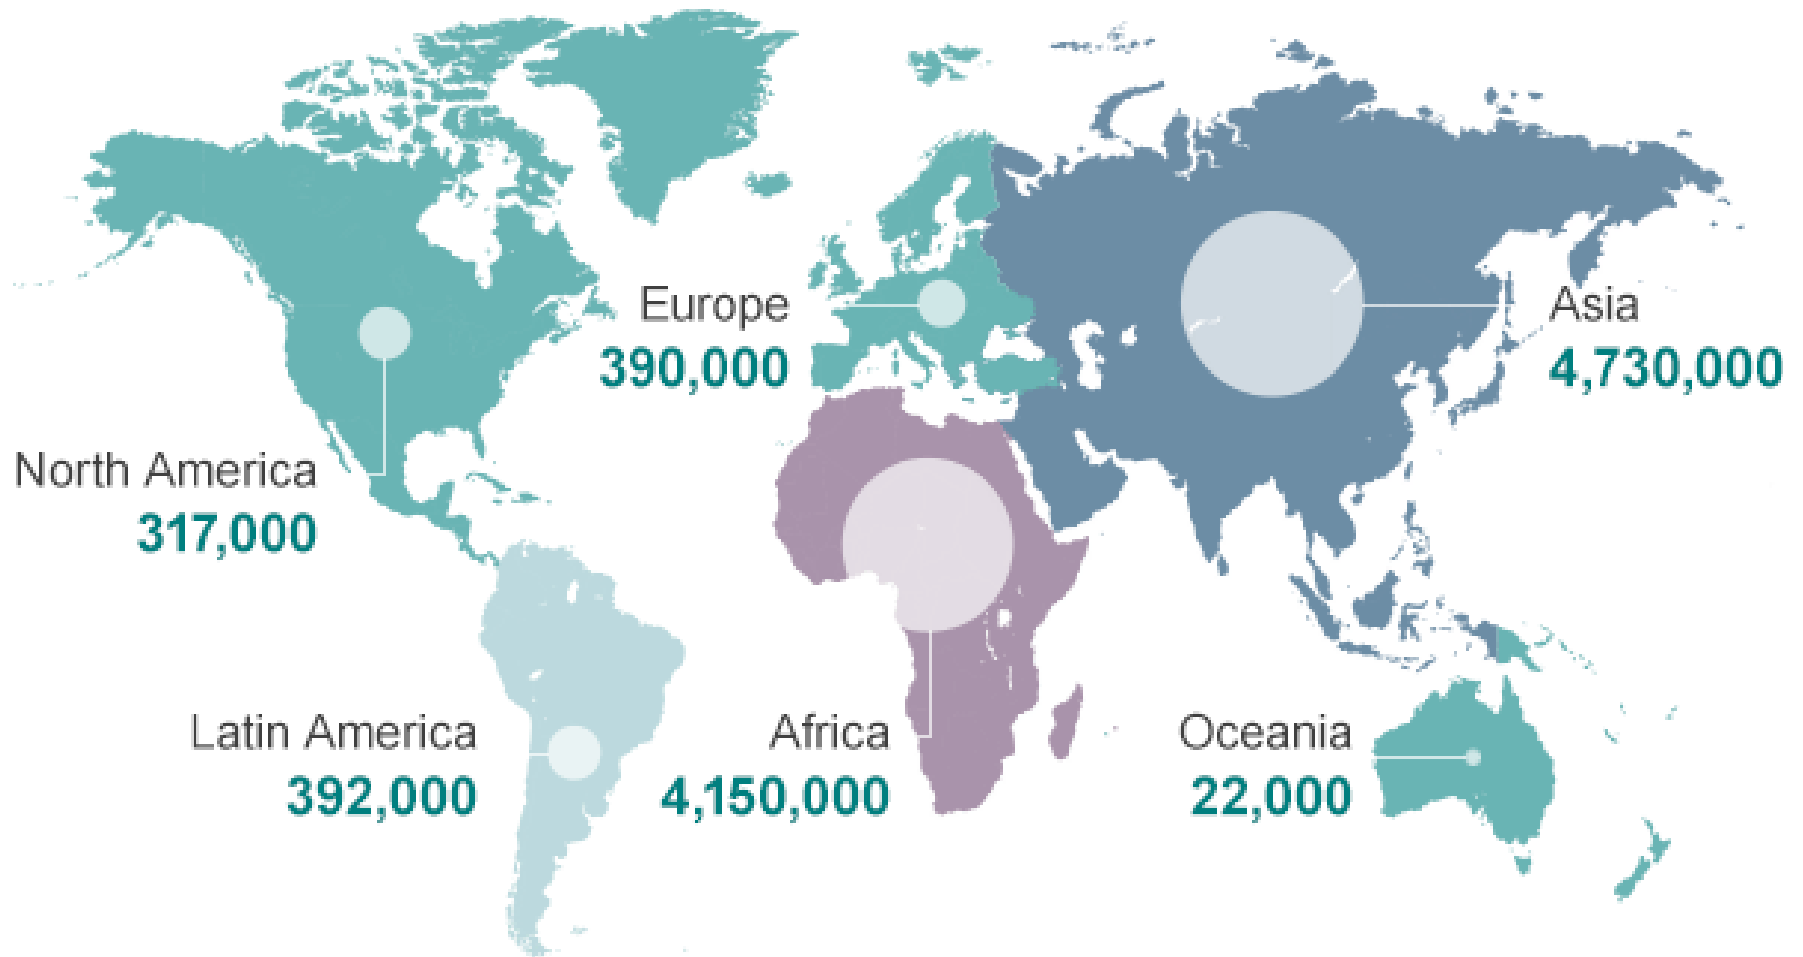 Europe
390,000
Asia
4,730,000
North America
317,000
Latin America
392,000
Africa
4,150,000
Oceania
22,000